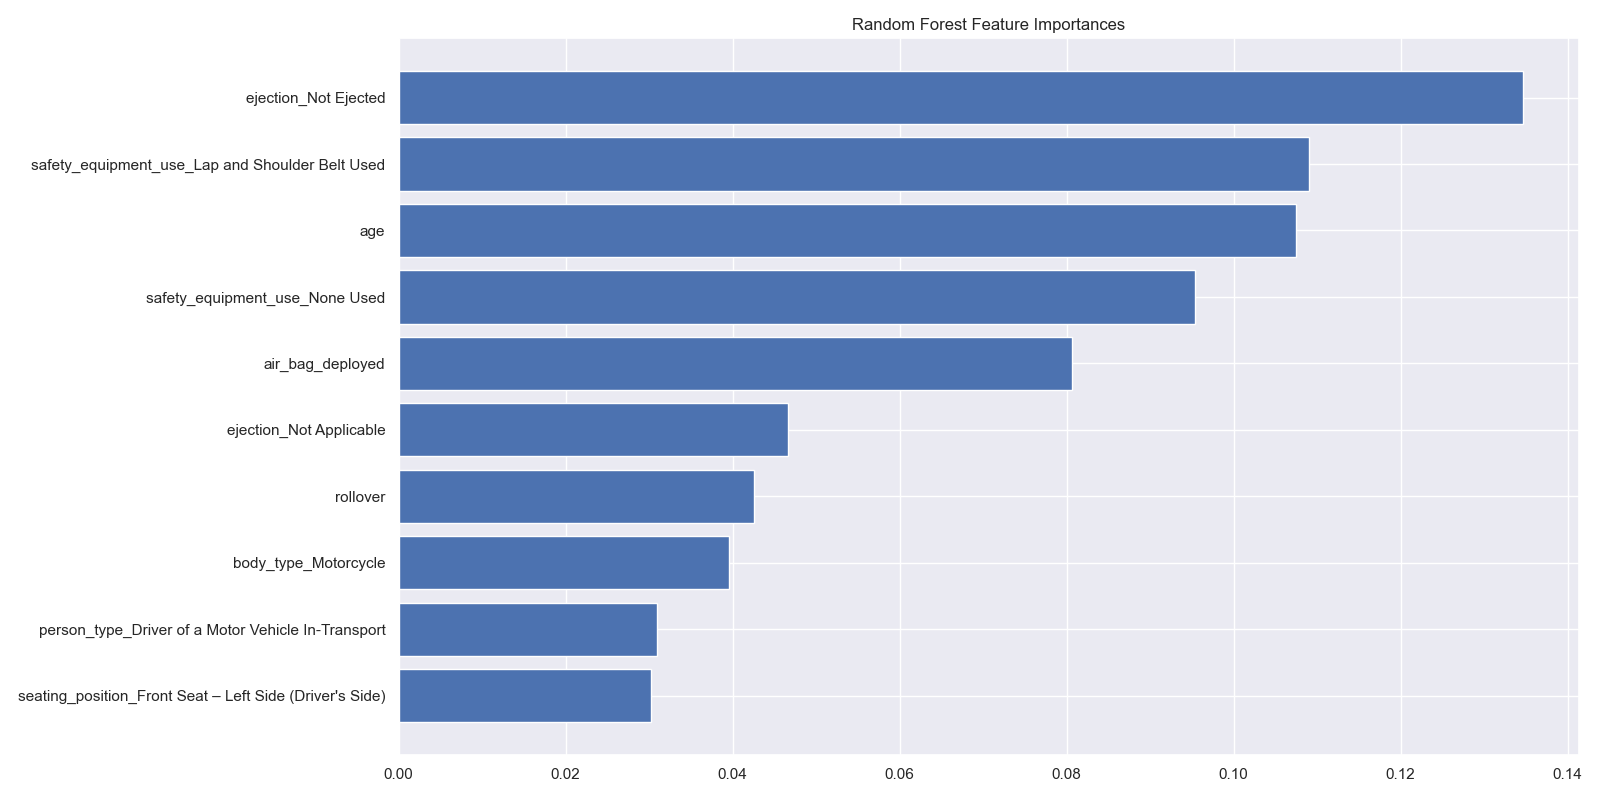 Random Forest Feature Importances
ejection_Not Ejected
safety_equipment_use_Lap and Shoulder Belt Used
age
safety_equipment_use_None Used
air_bag_deployed
ejection_Not Applicable
rollover
body_type_Motorcycle
person_type_Driver of a Motor Vehicle In-Transport
seating_position_Front Seat – Left Side (Driver's Side)
0.00 0.02 0.04 0.06 0.08 0.10 0.12 0.14